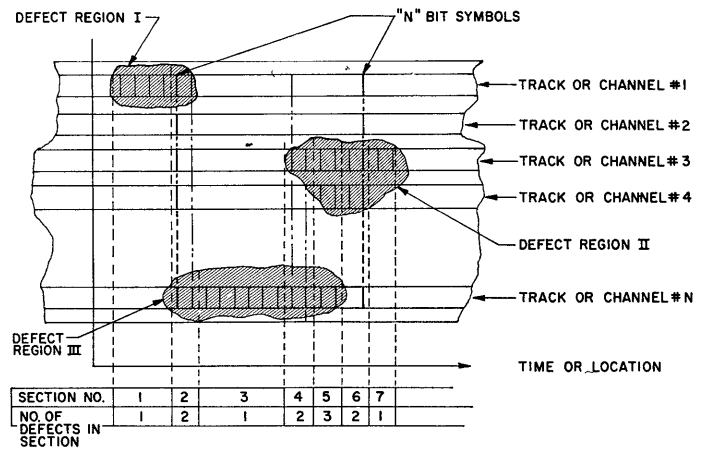 DEFECT REGION I
"N" BIT SYMBOLS
TRACK OR CHANNEL #1
TRACK OR CHANNEL #2
TRACK OR CHANNEL #3
TRACK OR CHANNEL #4
DEFECT REGION II
TRACK OR CHANNEL #N
DEFECT
REGION III
TIME OR LOCATION
SECTION NO. 1 2 3 4 5 6 7
NO. OF 1 2 1 2 3 2 1
DEFECTS IN
SECTION